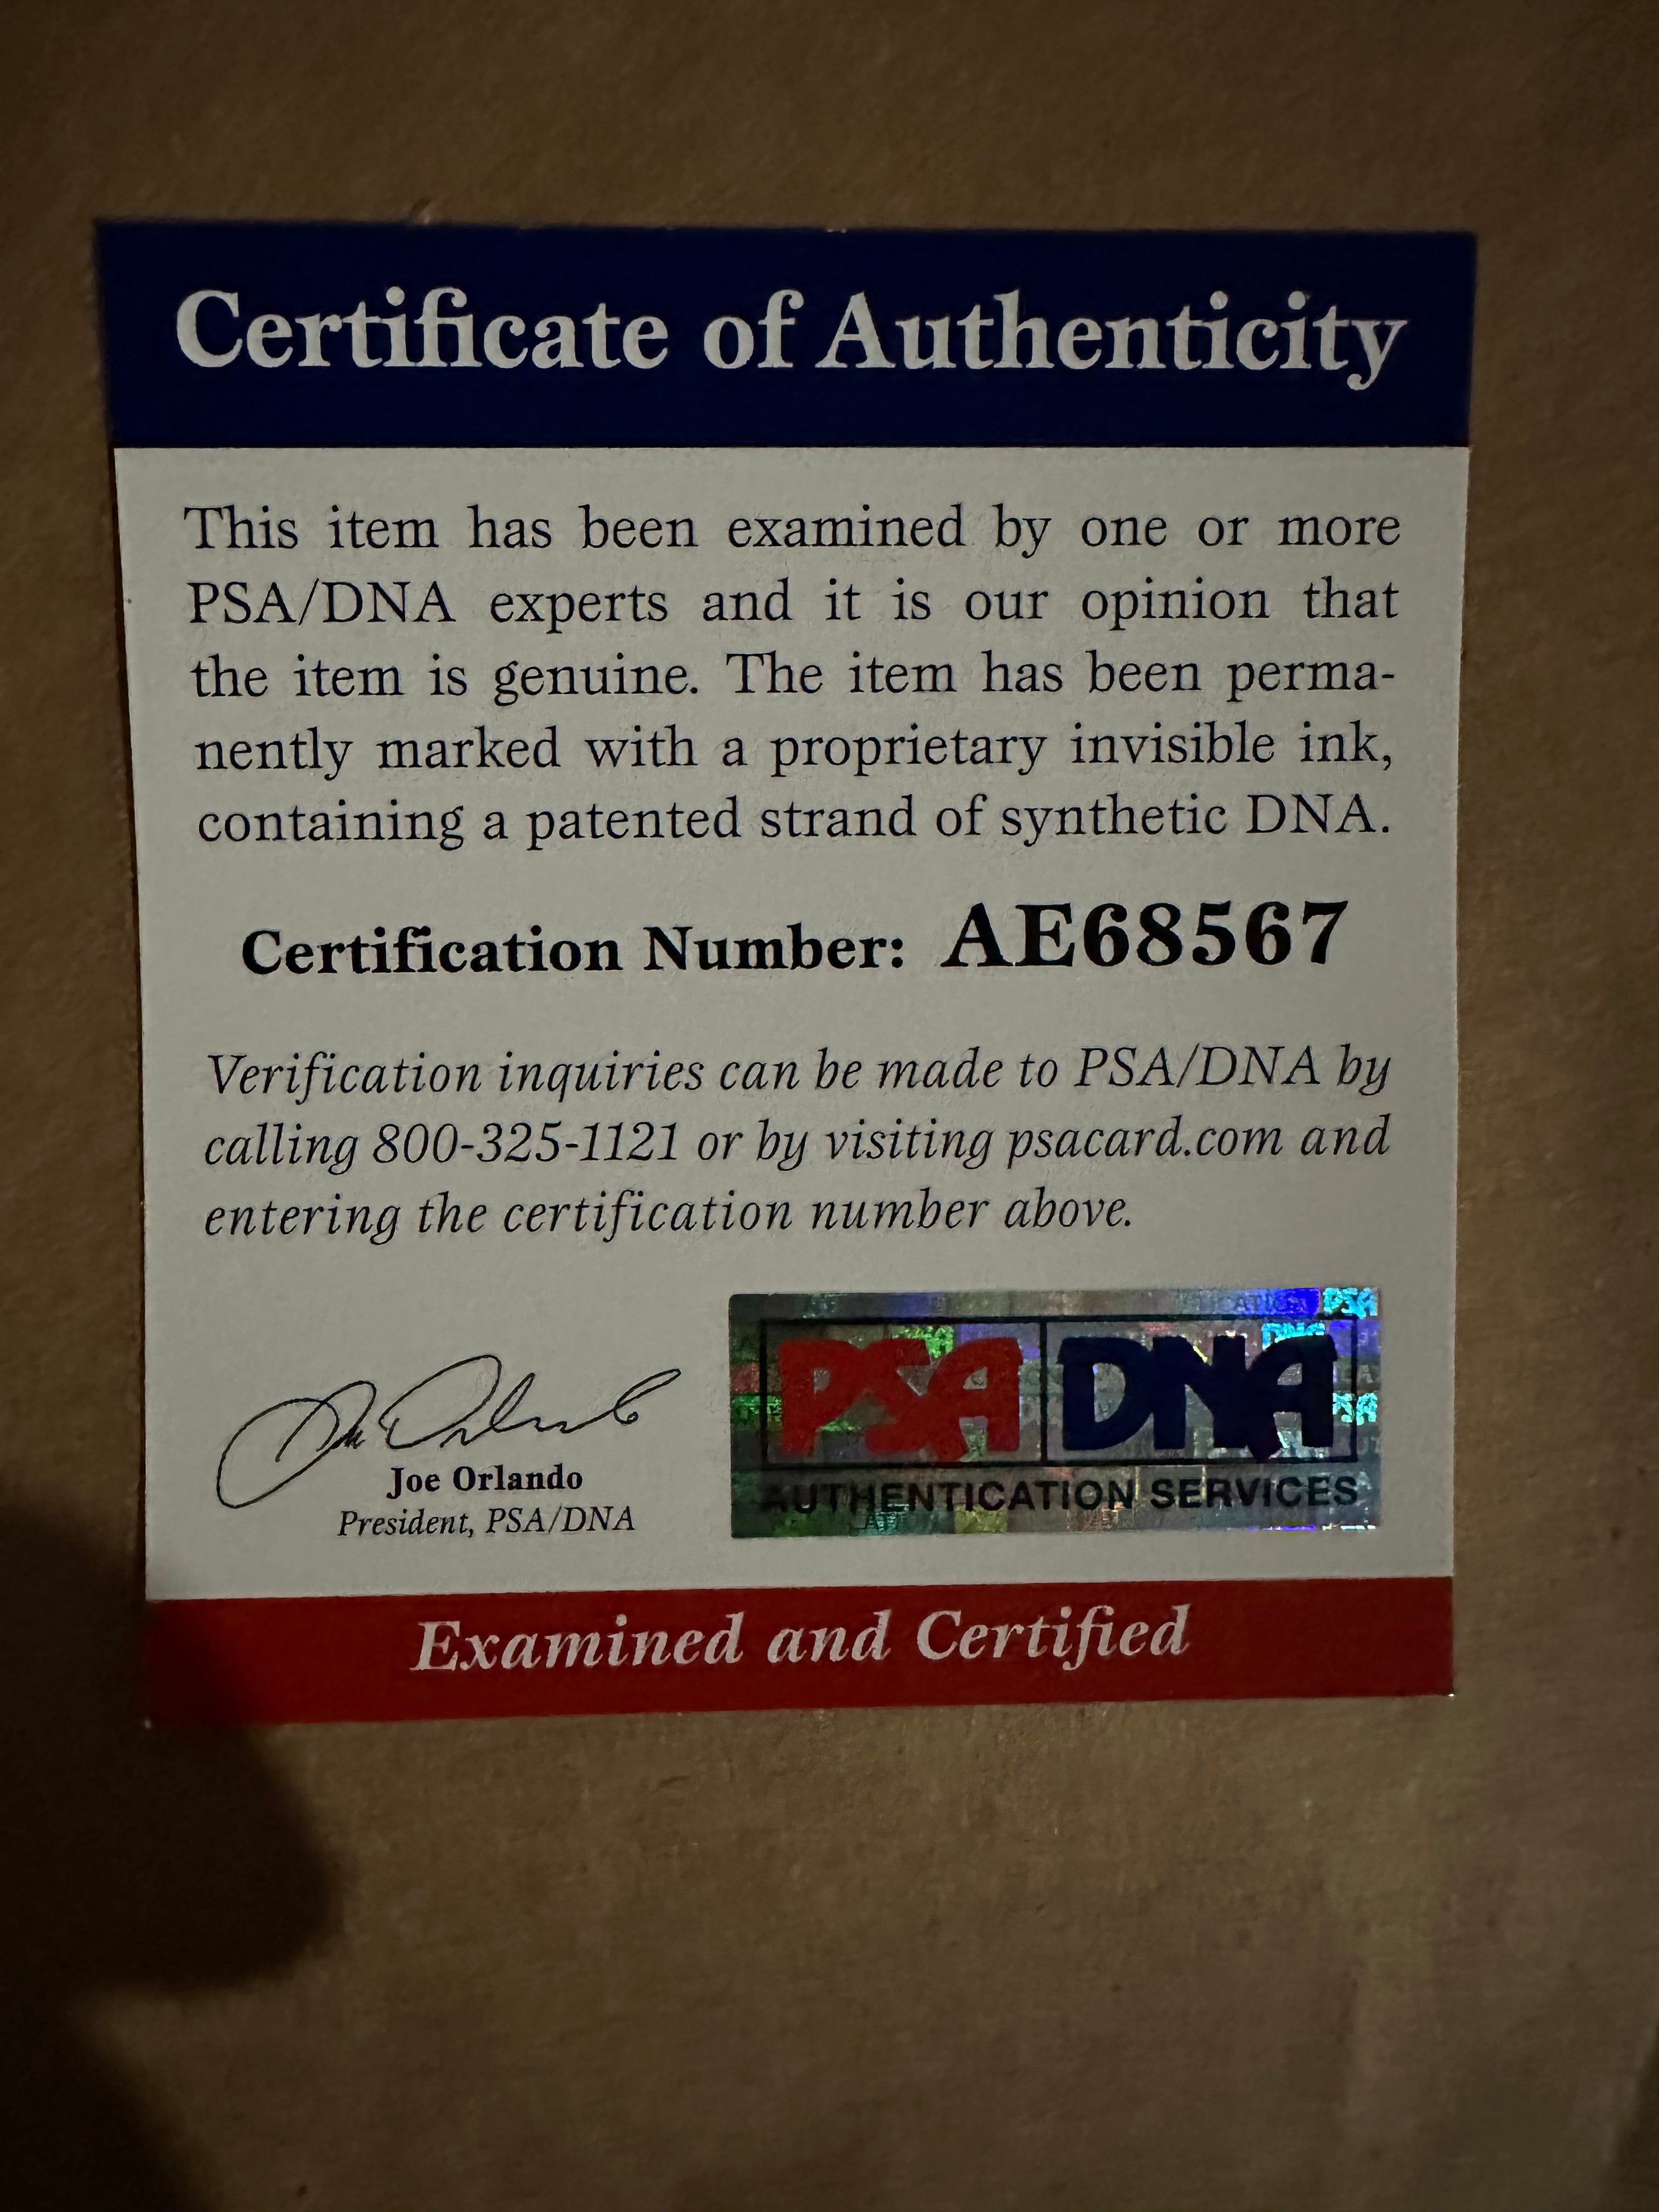 Certificate of Authenticity
This item has been examined by one or more
PSA/DNA experts and it is our opinion that
the item is genuine. The item has been perma-
nently marked with a proprietary invisible ink,
containing a patented strand of synthetic DNA.
Certification Number: AE68567
Verification inquiries can be made to PSA/DNA by
calling 800-325-1121 or by visiting psacard.com and
entering the certification number above.
Joe Orlando
President, PSA/DNA
PSA DNA
AUTHENTICATION SERVICES
Examined and Certified